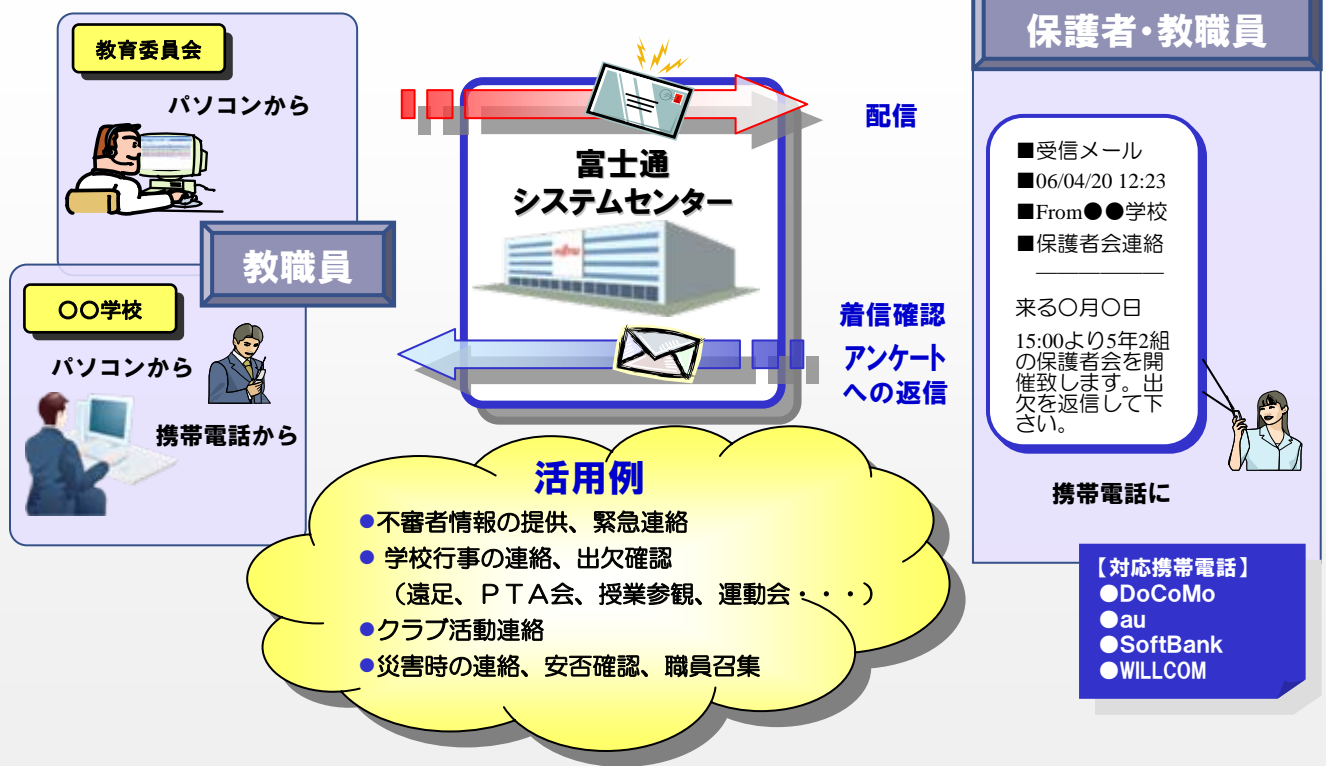 教育委員会
パソコンから
教職員
〇〇学校
パソコンから
携帯電話から
富士通
システムセンター
配信
着信確認
アンケート
への返信
保護者・教職員
■受信メール
■06/04/20 12:23
■From●●学校
■保護者会連絡
来る〇月〇日
15:00より5年2組
の保護者会を開
催致します。出
欠を返信して下
さい。
携帯電話に
【対応携帯電話】
●DoCoMo
●au
●SoftBank
●WILLCOM
活用例
●不審者情報の提供、緊急連絡
● 学校行事の連絡、出欠確認
（遠足、ＰＴＡ会、授業参観、運動会・・・）
●クラブ活動連絡
●災害時の連絡、安否確認、職員召集